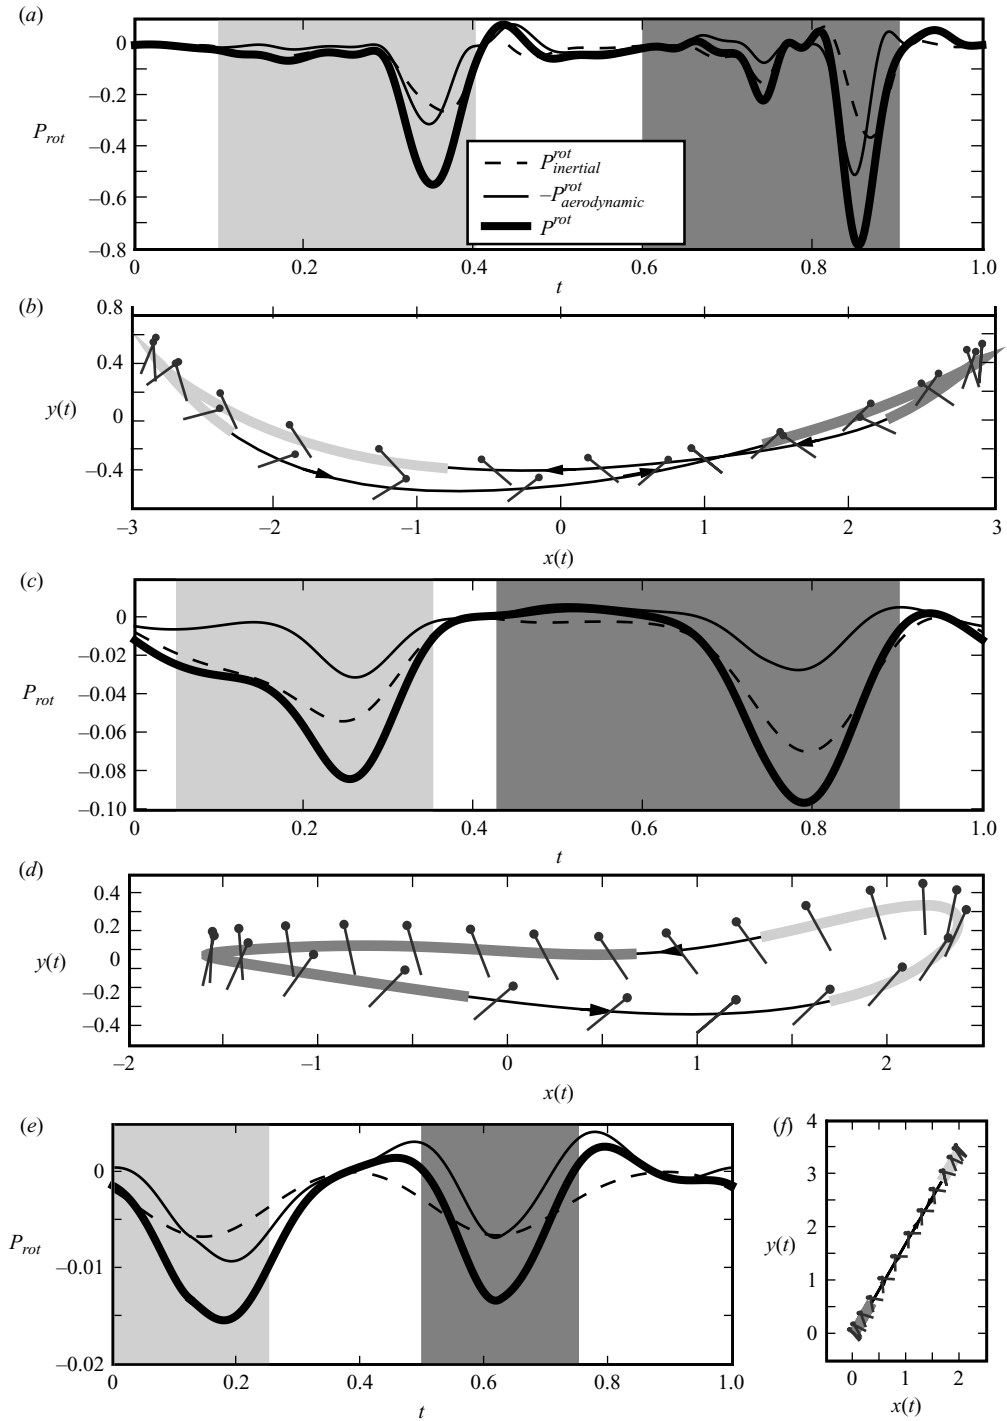 (a)
0
–0.2
–0.4
–0.6
–0.8
P_rot
P^rot_inertial
–P^rot_aerodynamic
P^rot
0 0.2 0.4 0.6 0.8 1.0
t
(b)
0.8
0.4
0
–0.4
y(t)
–3 –2 –1 0 1 2 3
x(t)
(c)
0
–0.02
–0.04
–0.06
–0.08
–0.10
P_rot
0 0.2 0.4 0.6 0.8 1.0
t
(d)
0.4
0.2
0
–0.2
–0.4
y(t)
–2 –1 0 1 2
x(t)
(e)
0
–0.01
–0.02
P_rot
0 0.2 0.4 0.6 0.8 1.0
t
(f)
4
3
2
1
0
y(t)
0 1 2
x(t)